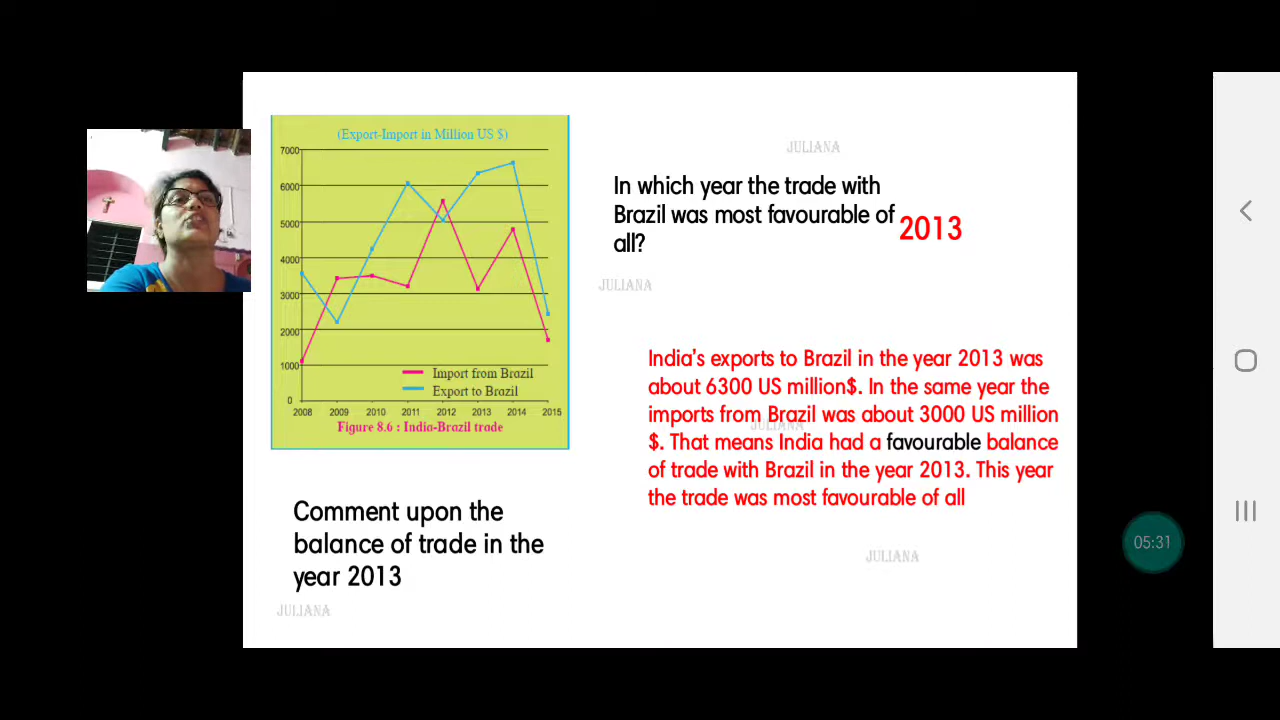 (Export-Import in Million US $)
7000
6000
5000
4000
3000
2000
1000
0
Import from Brazil
Export to Brazil
2008 2009 2010 2011 2012 2013 2014 2015
Figure 8.6 : India-Brazil trade
JULIANA
In which year the trade with
Brazil was most favourable of
all?
2013
JULIANA
India's exports to Brazil in the year 2013 was
about 6300 US million$. In the same year the
imports from Brazil was about 3000 US million
JULIANA
$. That means India had a favourable balance
of trade with Brazil in the year 2013. This year
the trade was most favourable of all
Comment upon the
balance of trade in the
year 2013
JULIANA
JULIANA
05:31